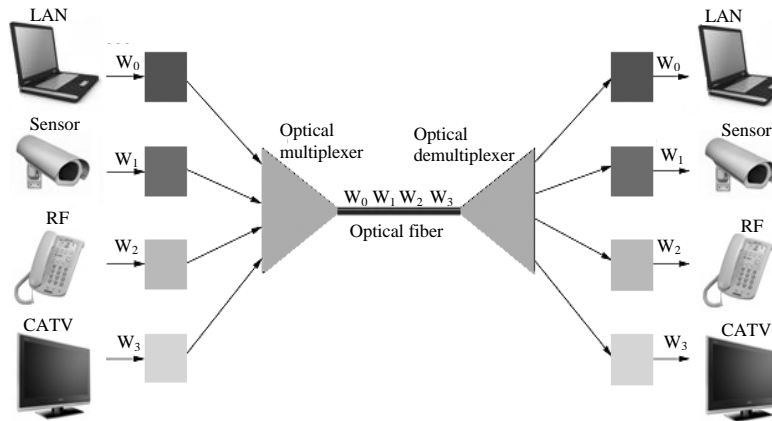 LAN
W0
Sensor
W1
RF
W2
CATV
W3
Optical
multiplexer
W0 W1 W2 W3
Optical fiber
Optical
demultiplexer
LAN
W0
Sensor
W1
RF
W2
CATV
W3